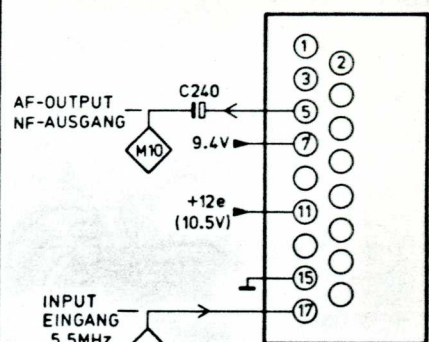 1
2
3
C240
AF-OUTPUT
NF-AUSGANG
5
M10
9.4V
7
+12e
(10.5V)
11
15
INPUT
EINGANG
5.5MHz
17